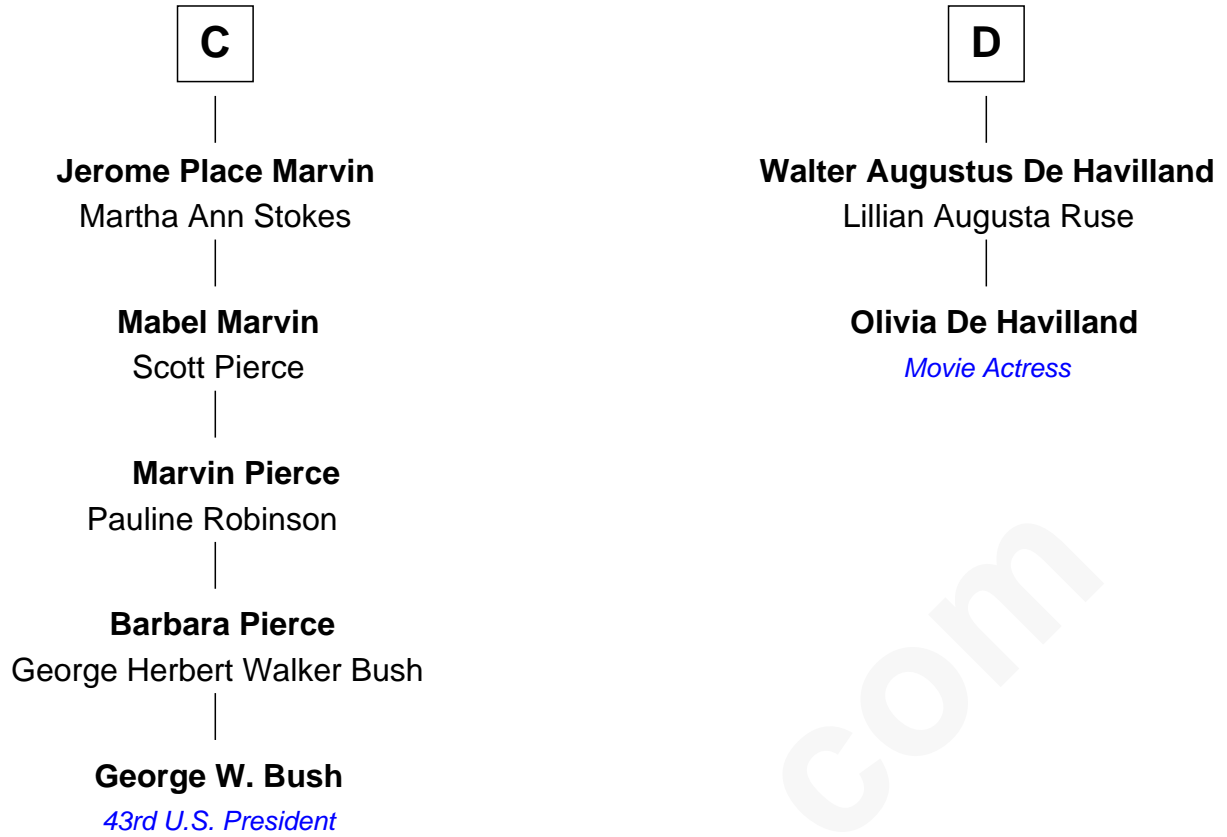 C
Jerome Place Marvin
Martha Ann Stokes
Mabel Marvin
Scott Pierce
Marvin Pierce
Pauline Robinson
Barbara Pierce
George Herbert Walker Bush
George W. Bush
43rd U.S. President
D
Walter Augustus De Havilland
Lillian Augusta Ruse
Olivia De Havilland
Movie Actress
com